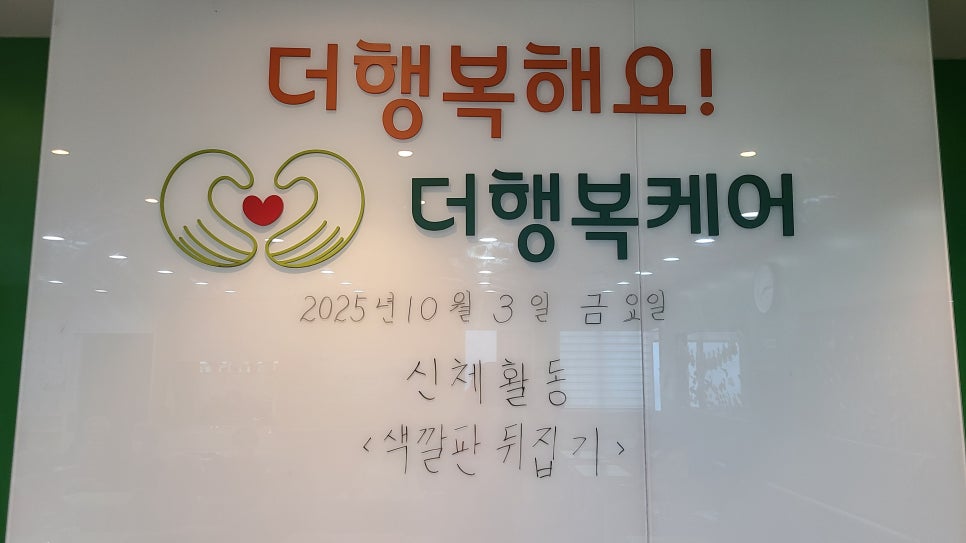 더행복해요!
더행복케어
2025년 10월 3일 금요일
신체활동
<색깔판 뒤집기>